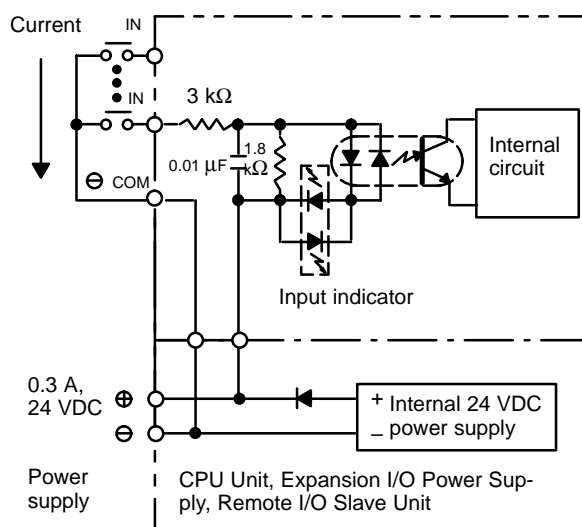 Current
IN
IN
3 kΩ
Internal
circuit
0.01 µF
1.8
kΩ
⊖ COM
Input indicator
0.3 A,
24 VDC
⊕
⊖
+ Internal 24 VDC
– power supply
Power
supply
CPU Unit, Expansion I/O Power Sup-
ply, Remote I/O Slave Unit